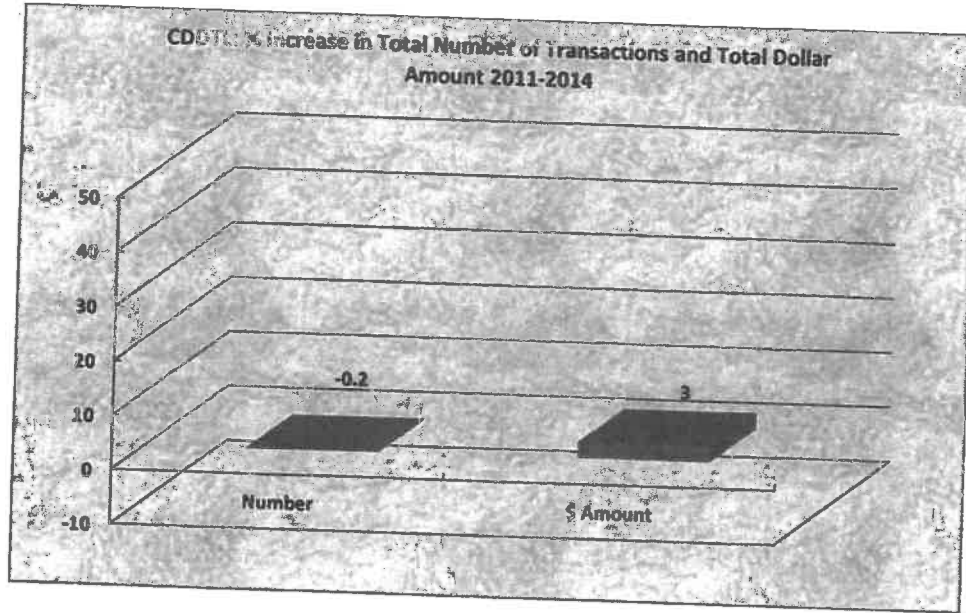 CDDTL: % Increase in Total Number of Transactions and Total Dollar
Amount 2011-2014
50
40
30
20
10
0
-10
-0.2
3
Number
$ Amount